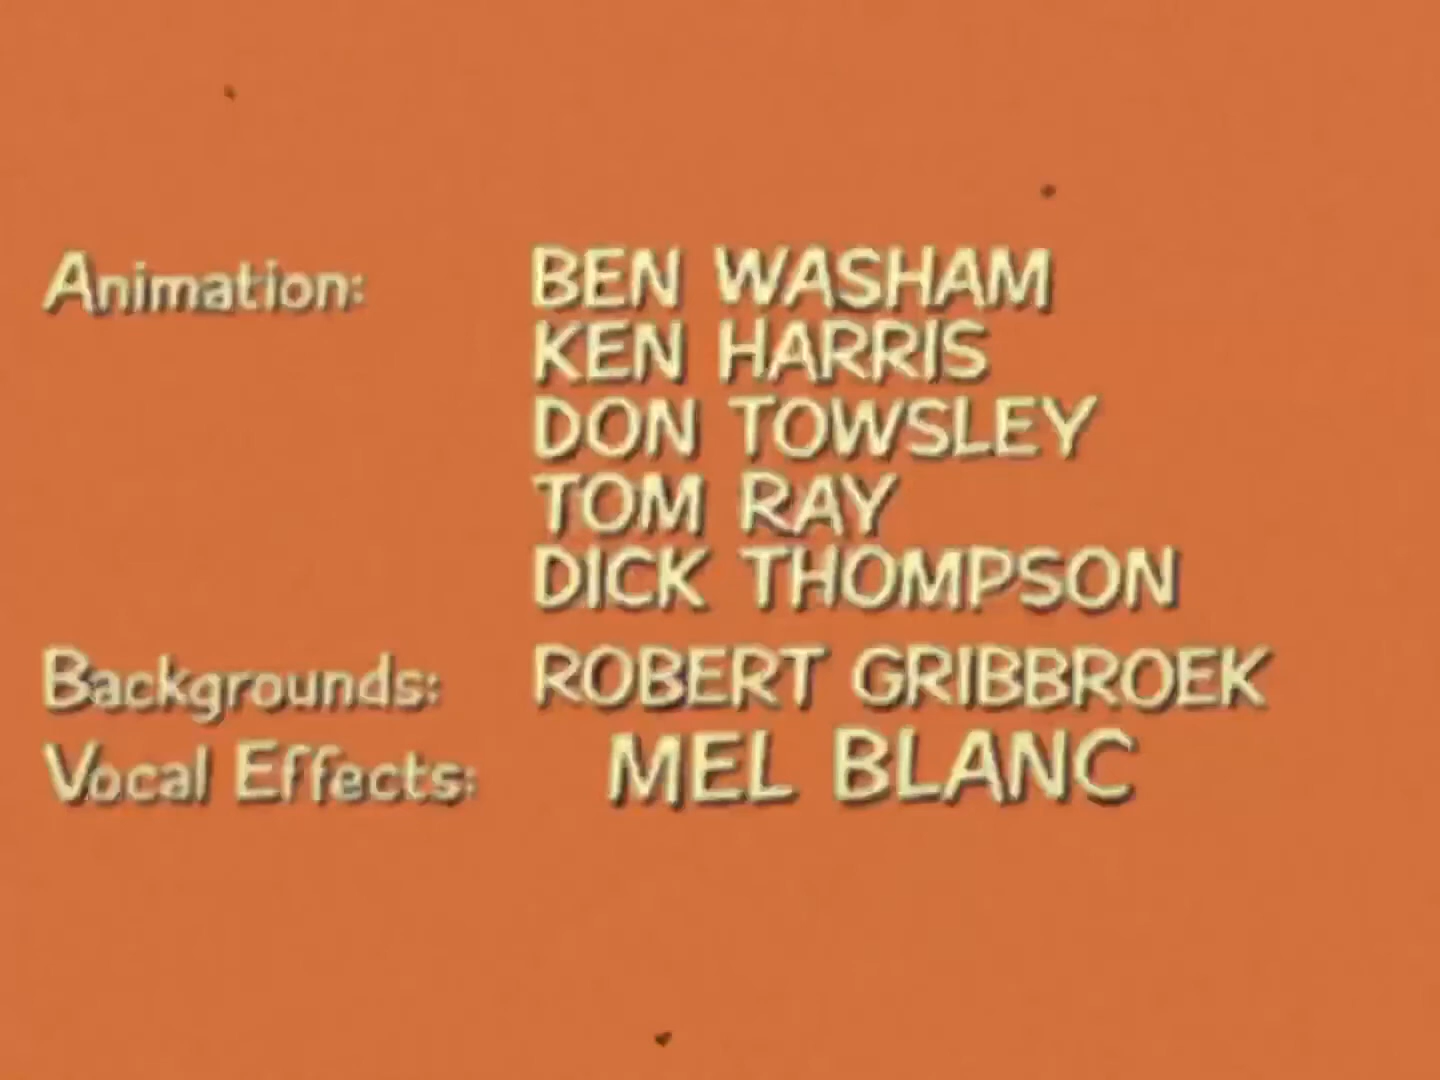 Animation: BEN WASHAM
KEN HARRIS
DON TOWSLEY
TOM RAY
DICK THOMPSON
Backgrounds: ROBERT GRIBBROEK
Vocal Effects: MEL BLANC